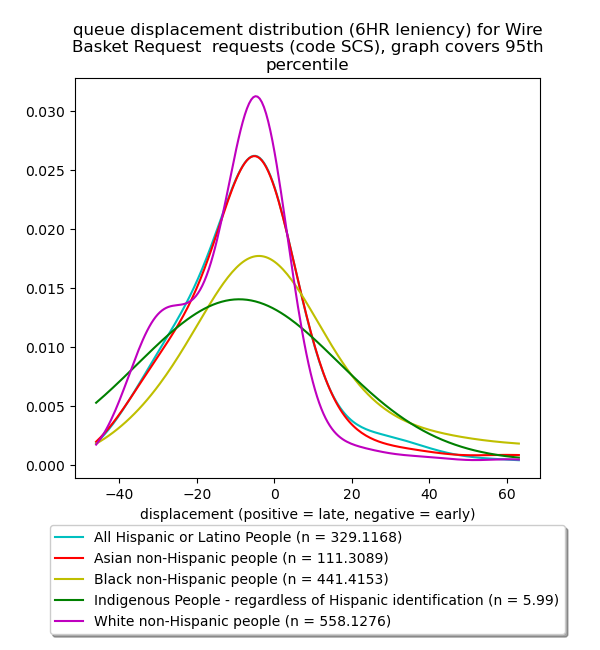 queue displacement distribution (6HR leniency) for Wire
Basket Request  requests (code SCS), graph covers 95th
percentile
0.030
0.025
0.020
0.015
0.010
0.005
0.000
−40 −20 0 20 40 60
displacement (positive = late, negative = early)
All Hispanic or Latino People (n = 329.1168)
Asian non-Hispanic people (n = 111.3089)
Black non-Hispanic people (n = 441.4153)
Indigenous People - regardless of Hispanic identification (n = 5.99)
White non-Hispanic people (n = 558.1276)